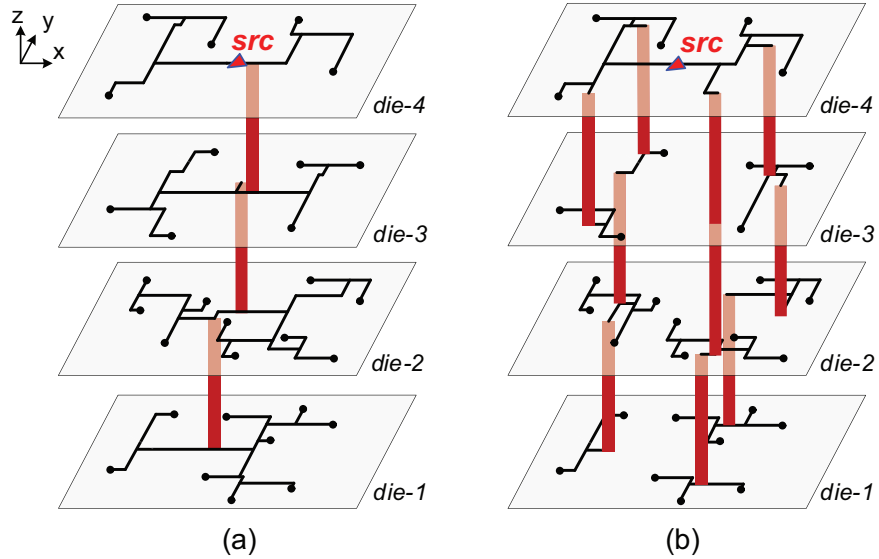 z
y
x
src
die-4
die-3
die-2
die-1
(a)
src
die-4
die-3
die-2
die-1
(b)